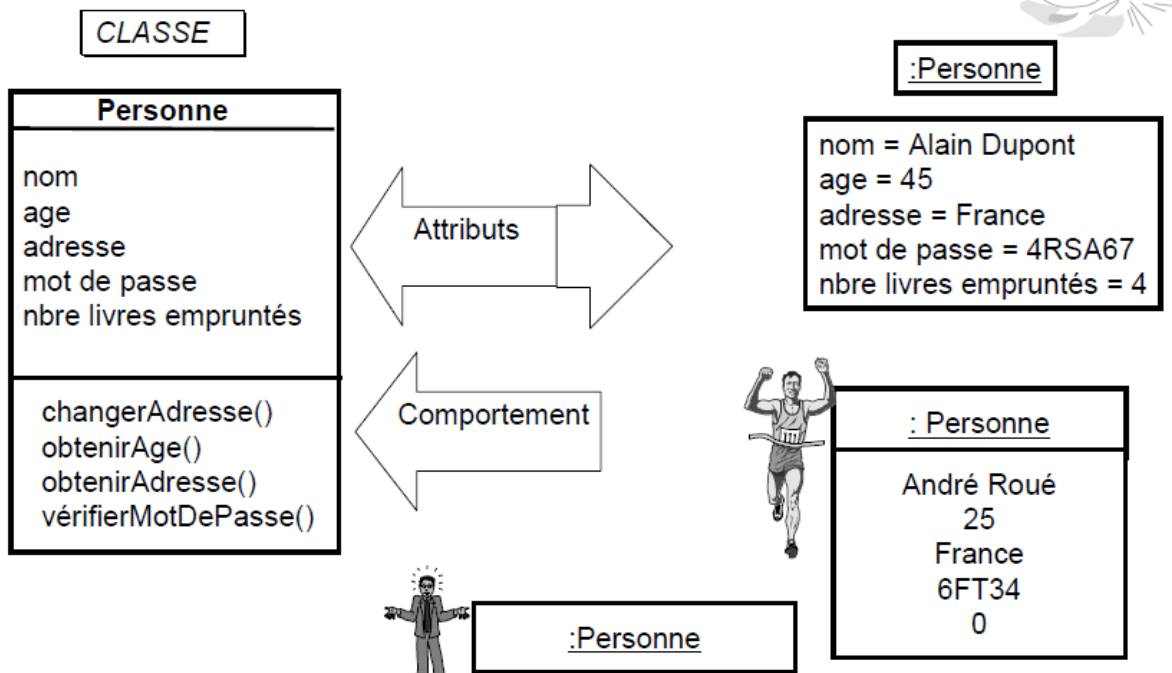 CLASSE
Personne
nom
age
adresse
mot de passe
nbre livres empruntés
changerAdresse()
obtenirAge()
obtenirAdresse()
vérifierMotDePasse()
Attributs
Comportement
:Personne
nom = Alain Dupont
age = 45
adresse = France
mot de passe = 4RSA67
nbre livres empruntés = 4
: Personne
André Roué
25
France
6FT34
0
:Personne